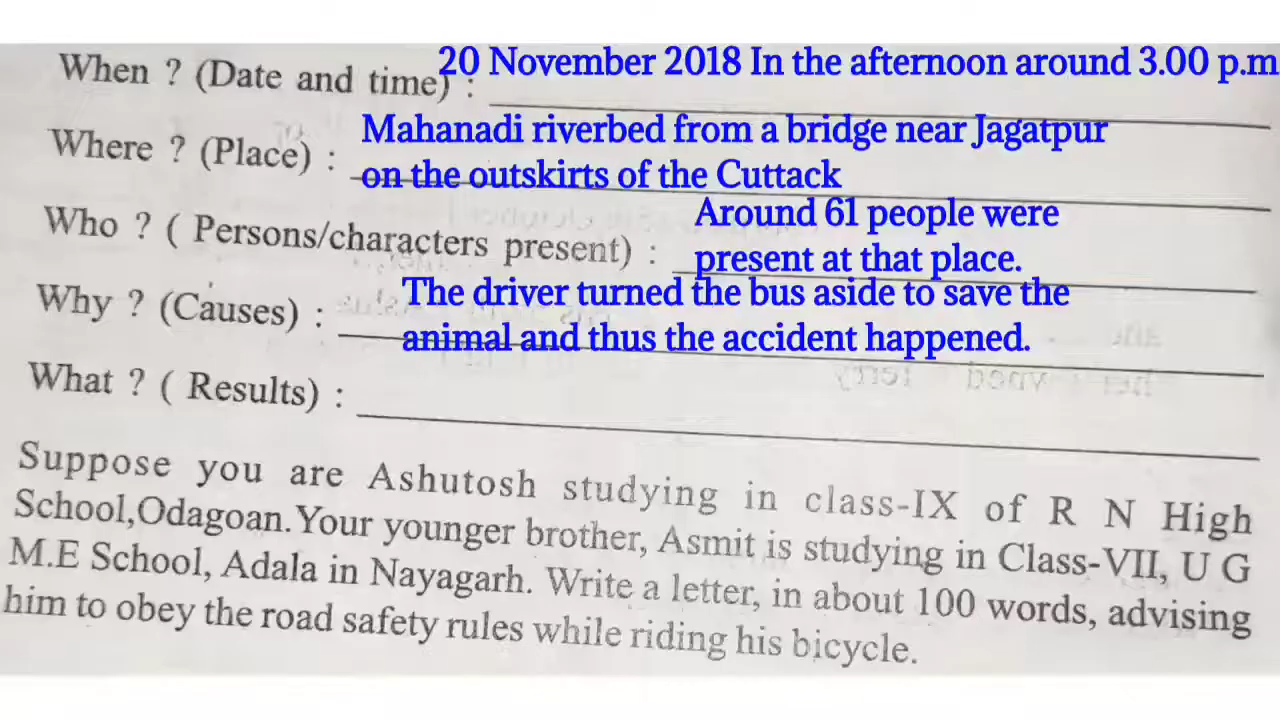 When ? (Date and time) : 20 November 2018 In the afternoon around 3.00 p.m
Where ? (Place) : Mahanadi riverbed from a bridge near Jagatpur
on the outskirts of the Cuttack
Who ? ( Persons/characters present) : Around 61 people were
present at that place.
Why ? (Causes) : The driver turned the bus aside to save the
animal and thus the accident happened.
What ? ( Results) :
Suppose you are Ashutosh studying in class-IX of R N High
School,Odagoan. Your younger brother, Asmit is studying in Class-VII, U G
M.E School, Adala in Nayagarh. Write a letter, in about 100 words, advising
him to obey the road safety rules while riding his bicycle.